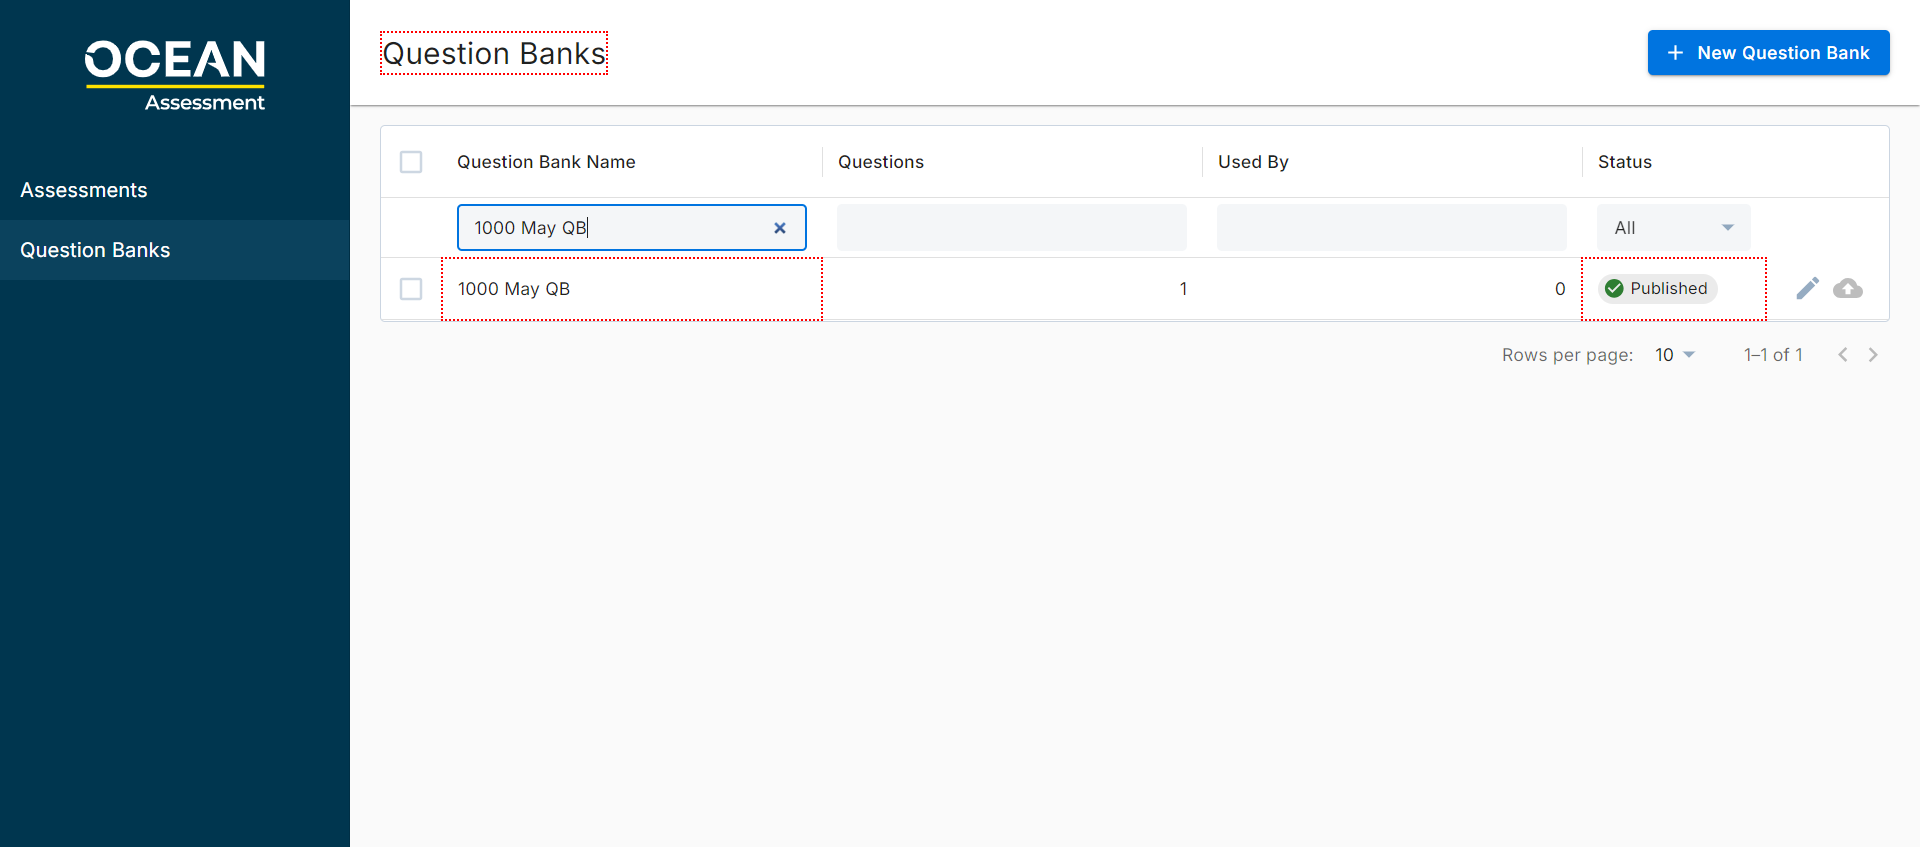 OCEAN
Assessment
Assessments
Question Banks
Question Banks
+ New Question Bank
Question Bank Name Questions Used By Status
1000 May QB All
1000 May QB 1 0 Published
Rows per page: 10 1–1 of 1